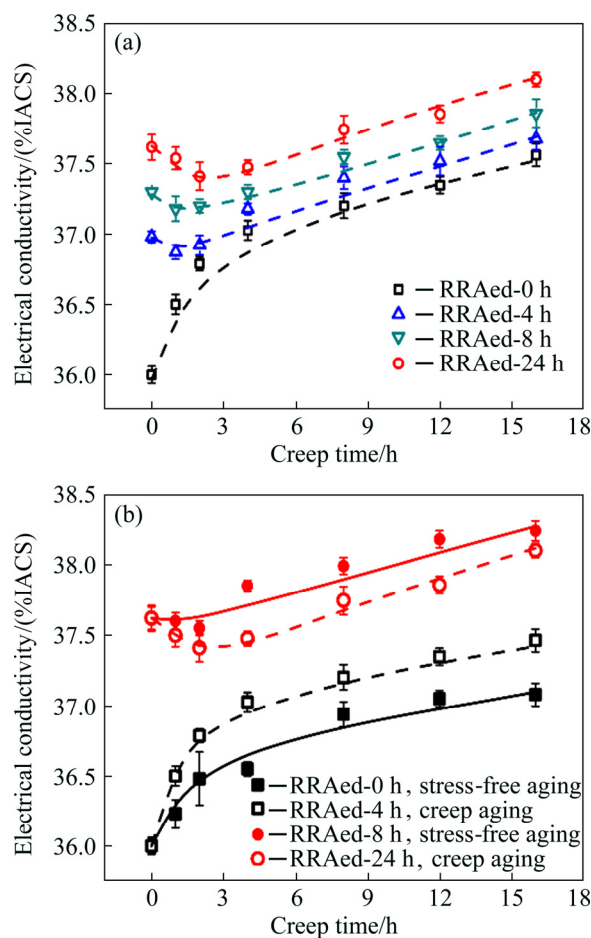 (a)
Electrical conductivity/(%IACS)
38.5
38.0
37.5
37.0
36.5
36.0
— RRAed-0 h
— RRAed-4 h
— RRAed-8 h
— RRAed-24 h
0 3 6 9 12 15 18
Creep time/h
(b)
Electrical conductivity/(%IACS)
38.5
38.0
37.5
37.0
36.5
36.0
—RRAed-0 h , stress-free aging
—RRAed-4 h , creep aging
—RRAed-8 h , stress-free aging
—RRAed-24 h , creep aging
0 3 6 9 12 15 18
Creep time/h